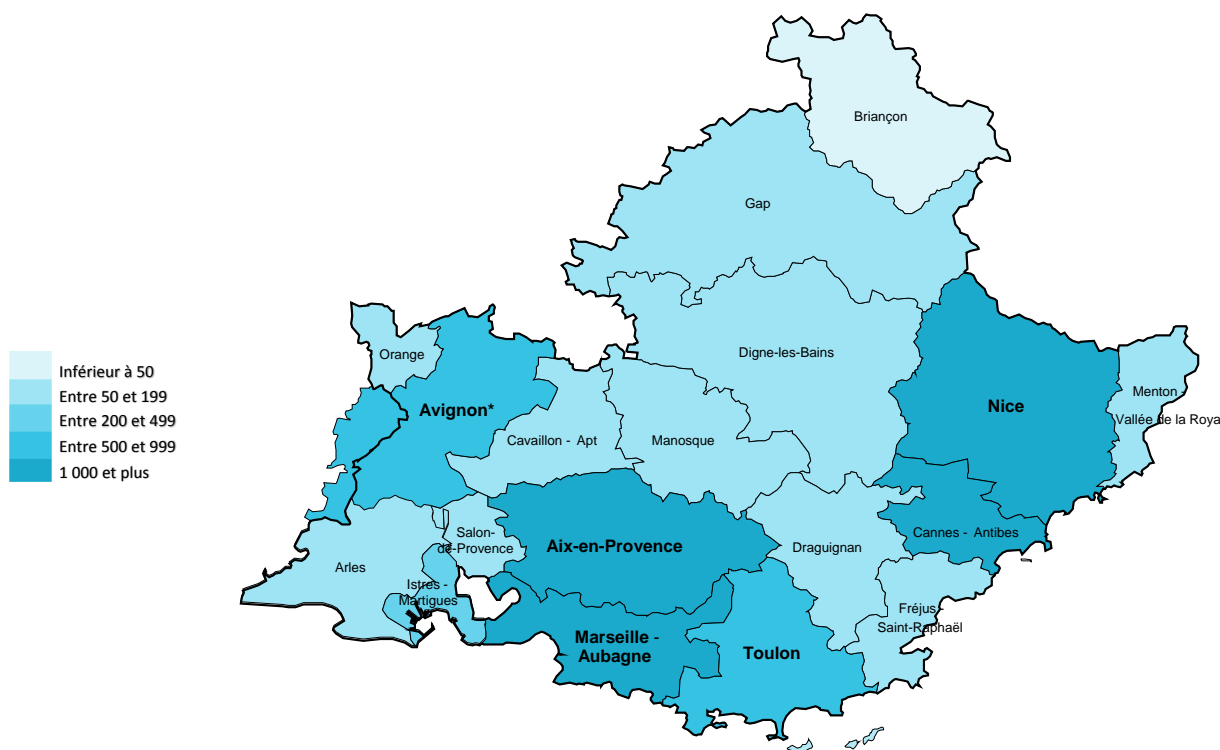 Briançon
Gap
Orange
Digne-les-Bains
Inférieur à 50
Entre 50 et 199
Entre 200 et 499
Entre 500 et 999
1 000 et plus
Avignon*
Nice
Menton -
Vallée de la Roya
Cavaillon - Apt
Manosque
Salon-
de-Provence
Aix-en-Provence
Draguignan
Cannes - Antibes
Arles
Istres -
Martigues
Fréjus
Saint-Raphaël
Marseille -
Aubagne
Toulon